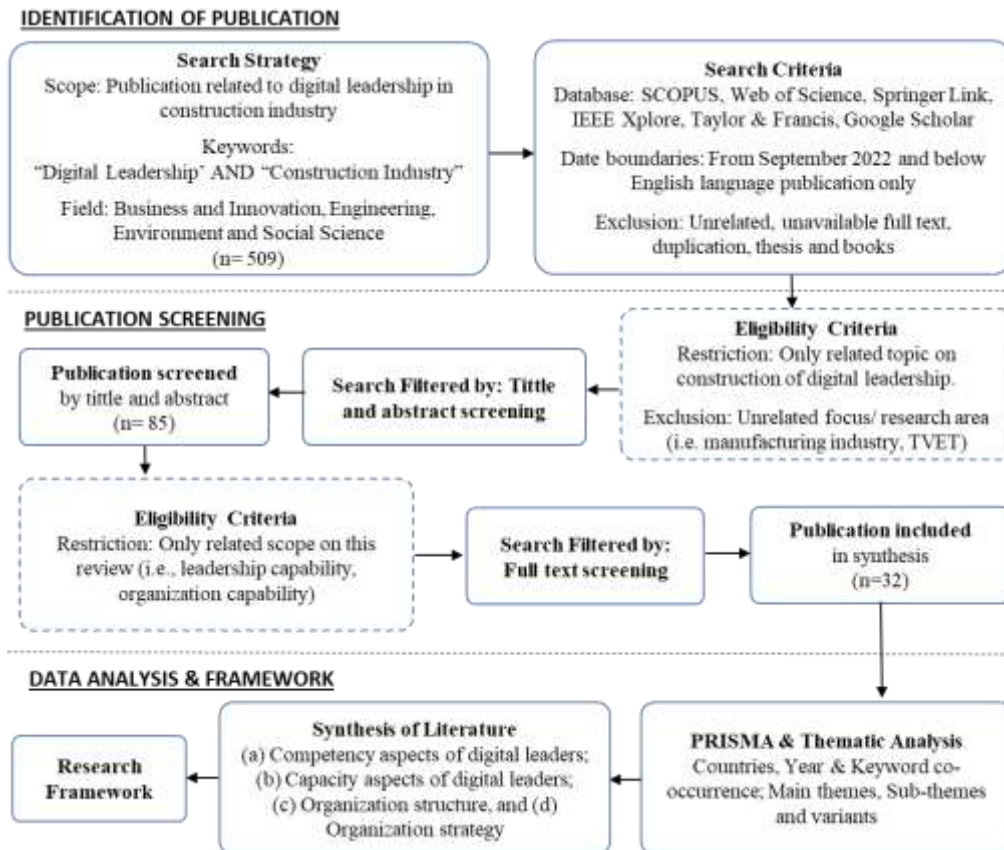 IDENTIFICATION OF PUBLICATION
Search Strategy
Scope: Publication related to digital leadership in
construction industry
Keywords:
“Digital Leadership’ AND “Construction Industry”
Field: Business and Innovation, Engineering,
Environment and Social Science
(n= 509)
Search Criteria
Database: SCOPUS, Web of Science, Springer Link,
IEEE Xplore, Taylor & Francis, Google Scholar
Date boundaries: From September 2022 and below
English language publication only
Exclusion: Unrelated, unavailable full text,
duplication, thesis and books
PUBLICATION SCREENING
Eligibility Criteria
Restriction: Only related topic on
construction of digital leadership.
Exclusion: Unrelated focus/ research area
(i.e. manufacturing industry, TVET)
Search Filtered by: Tittle
and abstract screening
Publication screened
by tittle and abstract
(n= 85)
Eligibility Criteria
Restriction: Only related scope on this
review (i.e., leadership capability,
organization capability)
Search Filtered by:
Full text screening
Publication included
in synthesis
(n=32)
DATA ANALYSIS & FRAMEWORK
PRISMA & Thematic Analysis
Countries, Year & Keyword co-
occurrence; Main themes, Sub-themes
and variants
Synthesis of Literature
(a) Competency aspects of digital leaders;
(b) Capacity aspects of digital leaders;
(c) Organization structure, and (d)
Organization strategy
Research
Framework